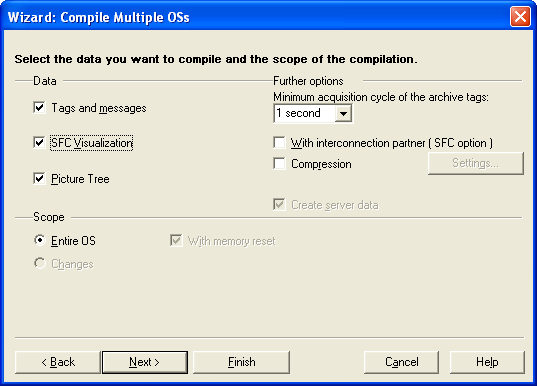 Wizard: Compile Multiple OSs
Select the data you want to compile and the scope of the compilation.
Data
Tags and messages
SFC Visualization
Picture Tree
Further options
Minimum acquisition cycle of the archive tags:
1 second
With interconnection partner ( SFC option )
Compression
Settings...
Create server data
Scope
Entire OS
With memory reset
Changes
< Back
Next >
Finish
Cancel
Help